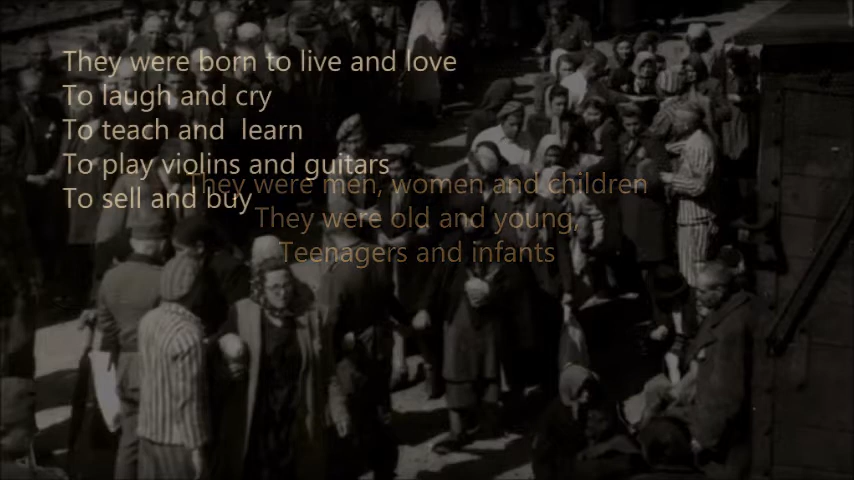 They were born to live and love
To laugh and cry
To teach and  learn
To play violins and guitars
To sell and buy
They were men, women and children
They were old and young,
Teenagers and infants